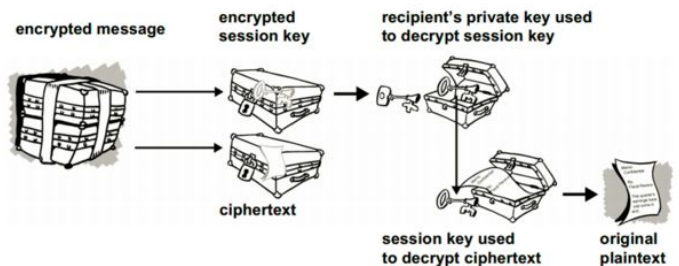 encrypted message
encrypted
session key
recipient's private key used
to decrypt session key
ciphertext
session key used
to decrypt ciphertext
original
plaintext